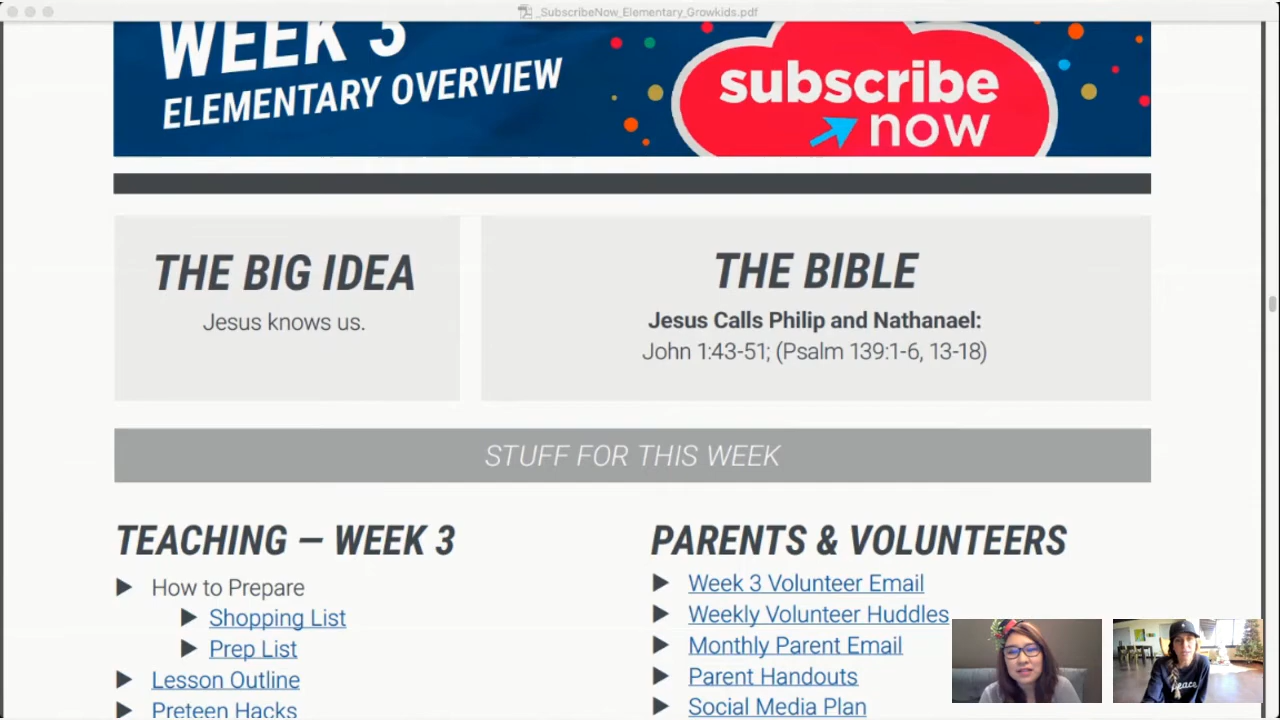 _SubscribeNow_Elementary_Growkids.pdf
WEEK 3
ELEMENTARY OVERVIEW
subscribe
now
THE BIG IDEA
Jesus knows us.
THE BIBLE
Jesus Calls Philip and Nathanael:
John 1:43-51; (Psalm 139:1-6, 13-18)
STUFF FOR THIS WEEK
TEACHING — WEEK 3
How to Prepare
Shopping List
Prep List
Lesson Outline
Preteen Hacks
PARENTS & VOLUNTEERS
Week 3 Volunteer Email
Weekly Volunteer Huddles
Monthly Parent Email
Parent Handouts
Social Media Plan
Peace